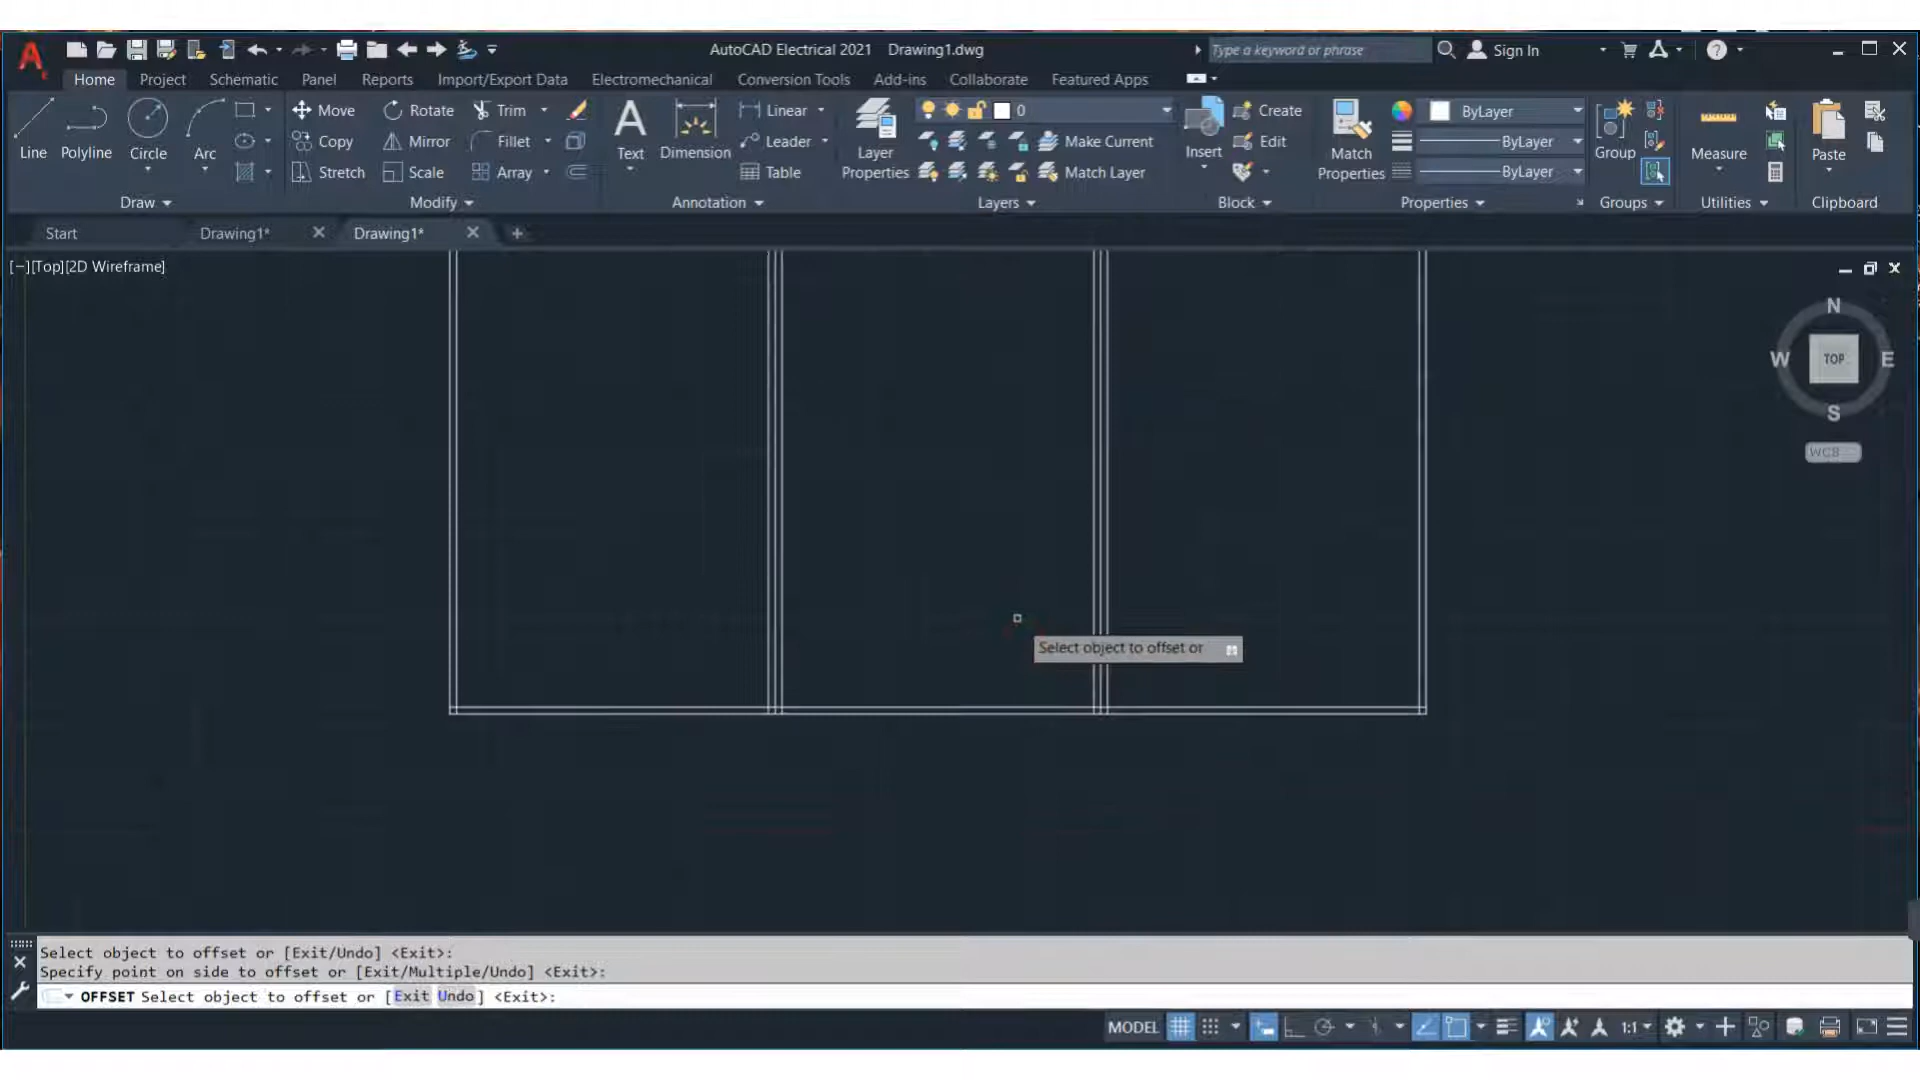 AutoCAD Electrical 2021 Drawing1.dwg
Type a keyword or phrase
Sign In
Home Project Schematic Panel Reports Import/Export Data Electromechanical Conversion Tools Add-ins Collaborate Featured Apps
Line
Polyline
Circle
Arc
Move
Rotate
Trim
Copy
Mirror
Fillet
Stretch
Scale
Array
Text
Dimension
Linear
Leader
Table
Layer
Properties
0
Make Current
Match Layer
Insert
Create
Edit
Match
Properties
ByLayer
ByLayer
ByLayer
Group
Measure
Paste
Draw Modify Annotation Layers Block Properties Groups Utilities Clipboard
Start Drawing1* Drawing1*
[−][Top][2D Wireframe]
N
W TOP E
S
WCS
Select object to offset or
Select object to offset or [Exit/Undo] <Exit>:
Specify point on side to offset or [Exit/Multiple/Undo] <Exit>:
OFFSET Select object to offset or [Exit Undo] <Exit>:
MODEL 1:1